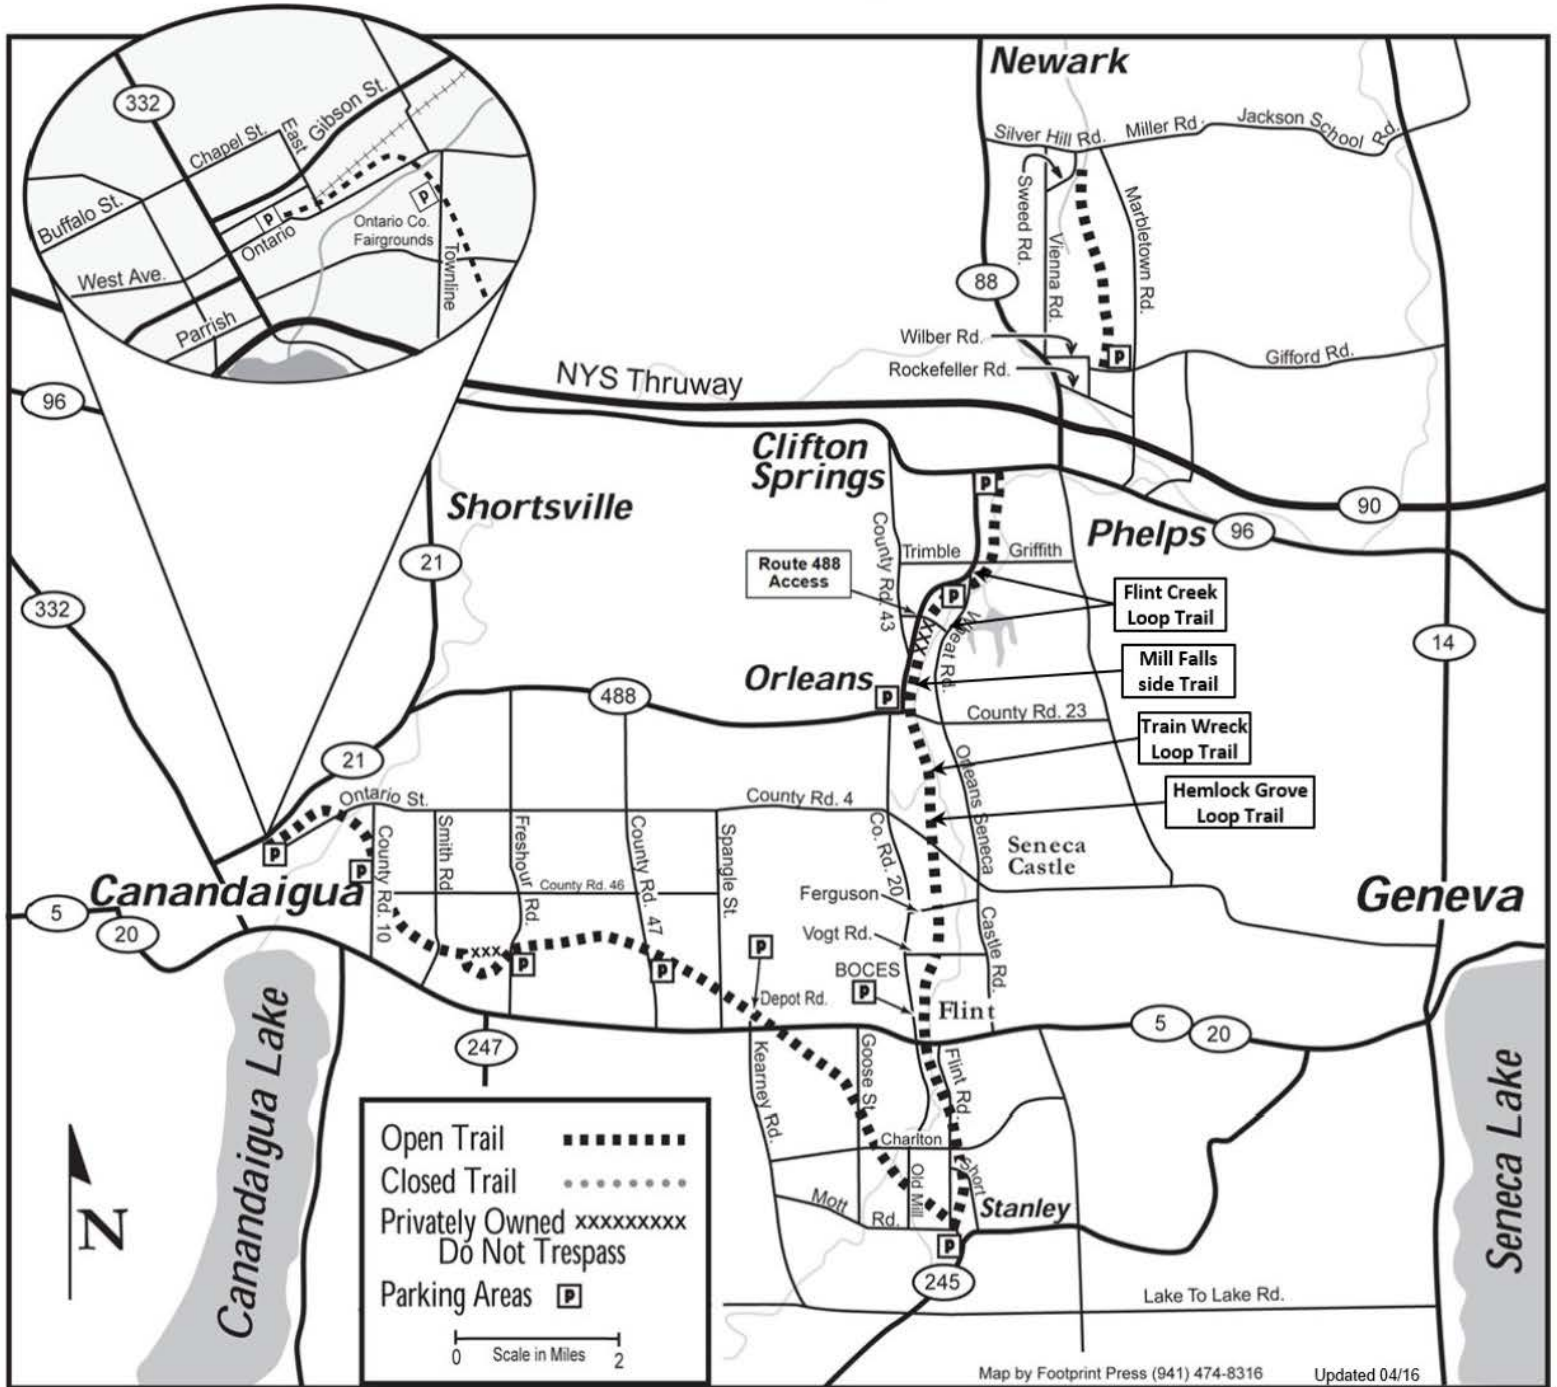 332
Chapel St.
East
Gibson St.
Buffalo St.
P
P
Ontario
Ontario Co.
Fairgrounds
West Ave.
Townline
Parrish
Newark
Silver Hill Rd.
Miller Rd.
Jackson School Rd.
Sweed Rd.
Vienna Rd.
Marbletown Rd.
88
Wilber Rd.
Rockefeller Rd.
P
Gifford Rd.
96
NYS Thruway
Clifton
Springs
P
90
Shortsville
Phelps
96
21
County Rd. 43
Trimble
Griffith
Route 488
Access
P
Flint Creek
Loop Trail
332
xxx
Wheat Rd.
14
Mill Falls
side Trail
Orleans
P
488
County Rd. 23
Train Wreck
Loop Trail
21
Orleans Seneca
Hemlock Grove
Loop Trail
Ontario St.
County Rd. 4
P
County Rd. 10
Smith Rd
Freshour Rd.
County Rd. 47
Spangle St.
Co. Rd. 20
Seneca
Castle
P
Canandaigua
County Rd. 46
Ferguson
Castle Rd.
Geneva
5
20
Vogt Rd.
xxx
P
P
P
BOCES
P
Depot Rd.
Flint
5
20
247
Kearney Rd.
Goose St.
Flint Rd.
Canandaigua Lake
Seneca Lake
Open Trail
Closed Trail
Privately Owned xxxxxxxxx
Do Not Trespass
Parking Areas P
0 Scale in Miles 2
Charlton
Old Mill
Short
Mott
Rd.
Stanley
P
245
N
Lake To Lake Rd.
Map by Footprint Press (941) 474-8316
Updated 04/16